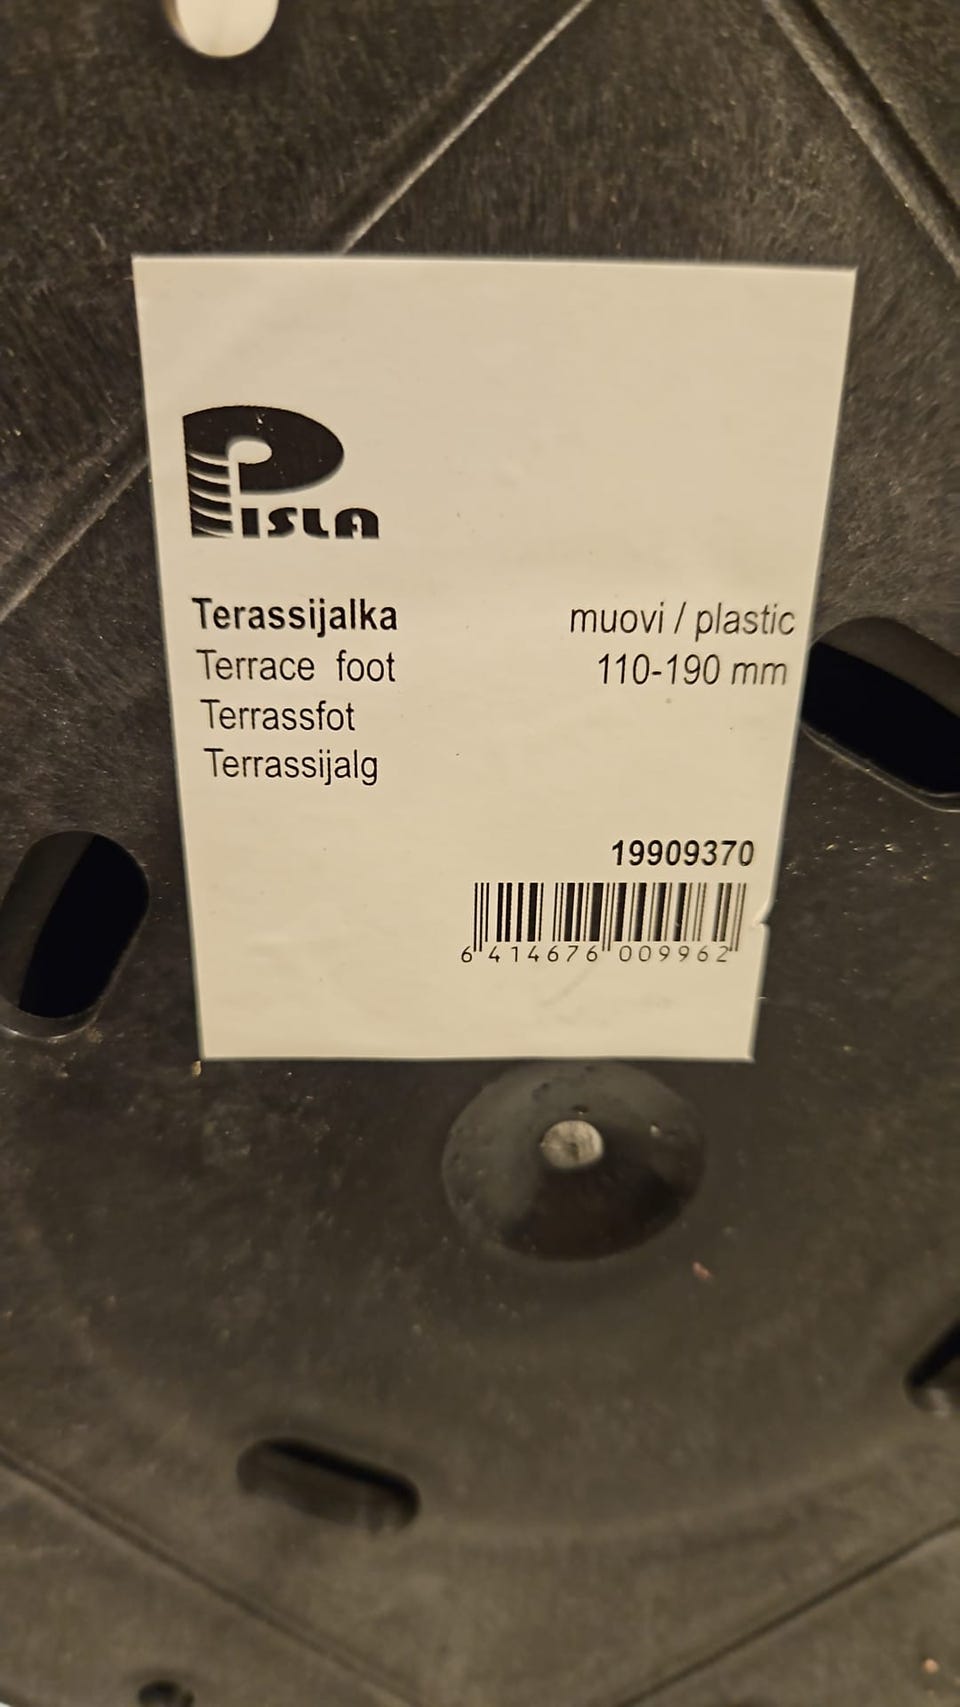 PISLA
Terassijalka muovi / plastic
Terrace foot 110-190 mm
Terrassfot
Terrassijalg
19909370
6 414676 009962